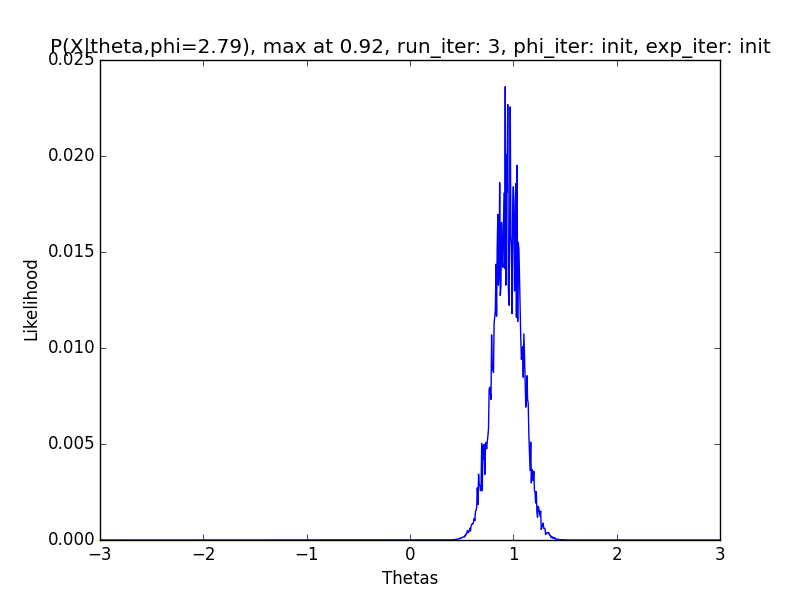 P(X|theta,phi=2.79), max at 0.92, run_iter: 3, phi_iter: init, exp_iter: init
0.025
0.020
0.015
0.010
0.005
0.000
Likelihood
−3 −2 −1 0 1 2 3
Thetas